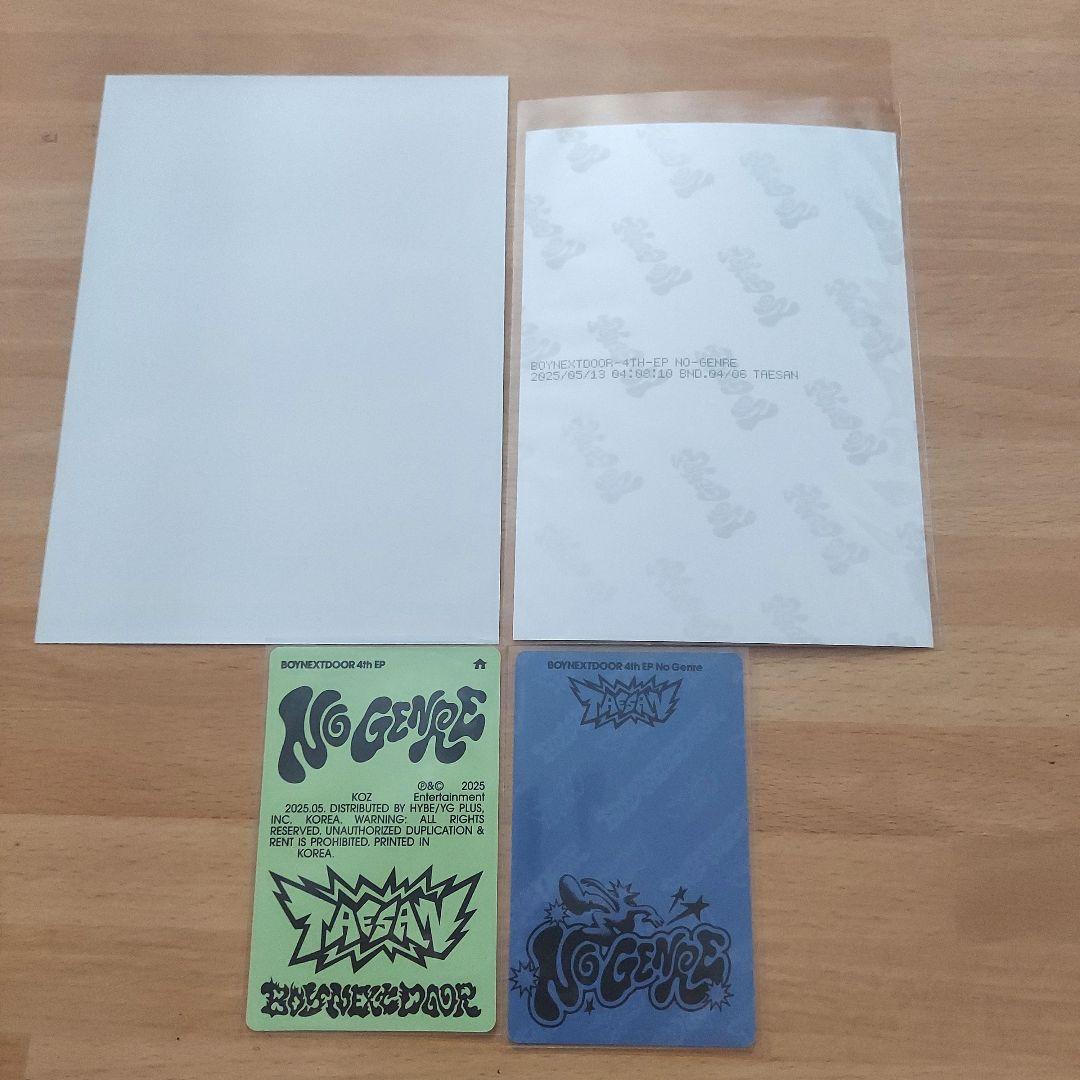 BOYNEXTDOOR-4TH-EP NO-GENRE
2025/05/13 04:08:10 BND.04/06 TAESAN
BOYNEXTDOOR 4th EP
NO GENRE
℗&© 2025
KOZ Entertainment
2025.05. DISTRIBUTED BY HYBE/YG PLUS,
INC. KOREA. WARNING: ALL RIGHTS
RESERVED. UNAUTHORIZED DUPLICATION &
RENT IS PROHIBITED. PRINTED IN
KOREA.
TAESAN
BOYNEXTDOOR
BOYNEXTDOOR 4th EP No Genre
TAESAN
NO GENRE